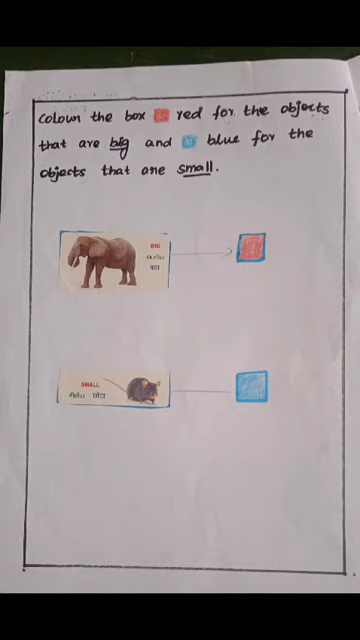 Colour the box red for the objects
that are big and blue for the
objects that are small.
BIG
बड़ा
SMALL
छोटा